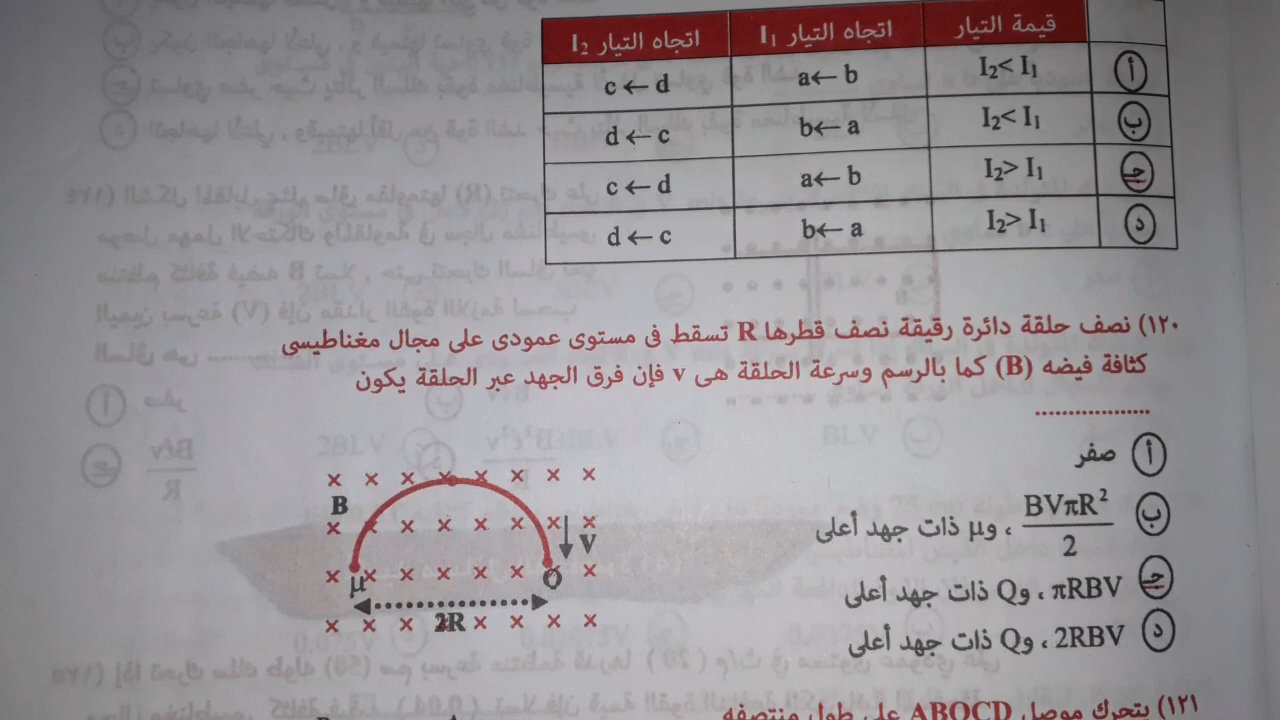 قيمة التيار اتجاه التيار I₁ اتجاه التيار I₂
أ I₂< I₁ a← b c ← d
ب I₂< I₁ b← a d ← c
جـ I₂> I₁ a← b c ← d
د I₂> I₁ b← a d ← c
١٢٠) نصف حلقة دائرة رقيقة نصف قطرها R تسقط فى مستوى عمودى على مجال مغناطيسى
كثافة فيضه (B) كما بالرسم وسرعة الحلقة هى v فإن فرق الجهد عبر الحلقة يكون
...................
أ صفر
ب BVπR²/2 ، وμ ذات جهد أعلى
جـ πRBV ، وQ ذات جهد أعلى
د 2RBV ، وQ ذات جهد أعلى
× × × × × × × ×
B
× × × × × × × ×
V
μ × × × × × Q ×
× × × 2R × × × ×
١٢١) يتحرك موصل ABOCD على طول منتصفه